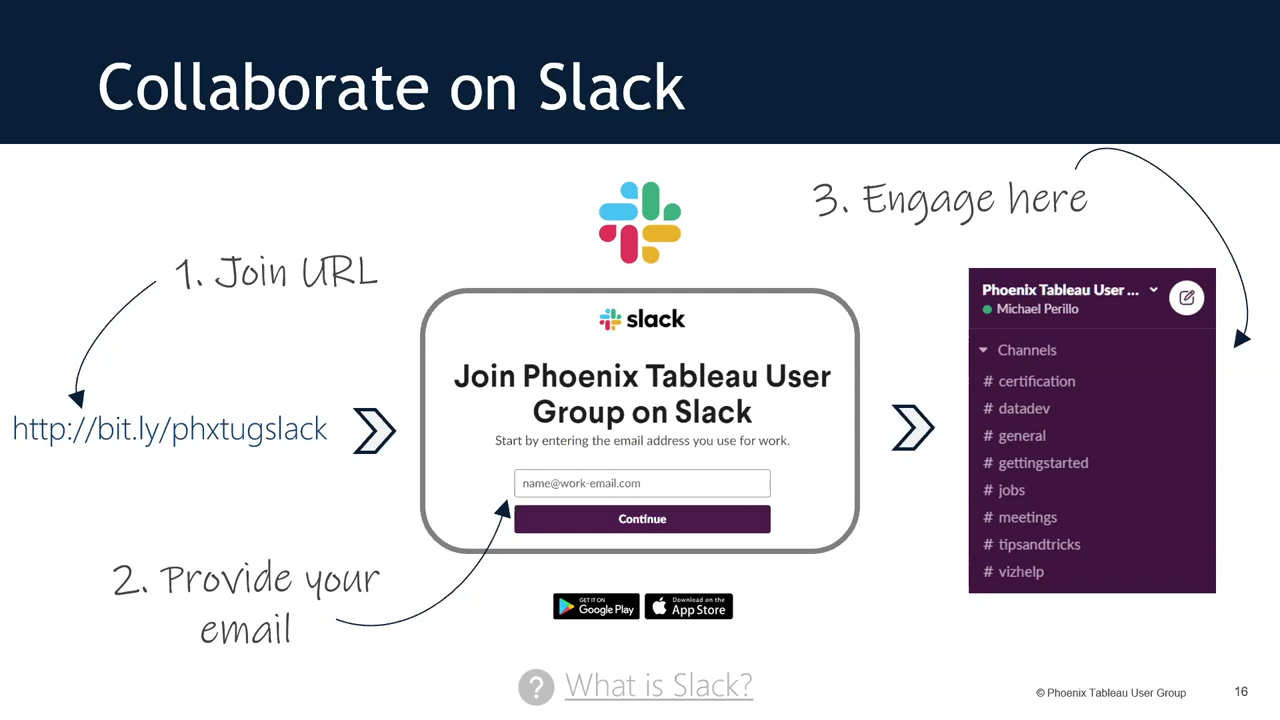 Collaborate on Slack
1. Join URL
http://bit.ly/phxtugslack
2. Provide your
email
slack
Join Phoenix Tableau User
Group on Slack
Start by entering the email address you use for work.
name@work-email.com
Continue
GET IT ON
Google Play
Download on the
App Store
3. Engage here
Phoenix Tableau User ...
Michael Perillo
Channels
# certification
# datadev
# general
# gettingstarted
# jobs
# meetings
# tipsandtricks
# vizhelp
? What is Slack?
© Phoenix Tableau User Group
16